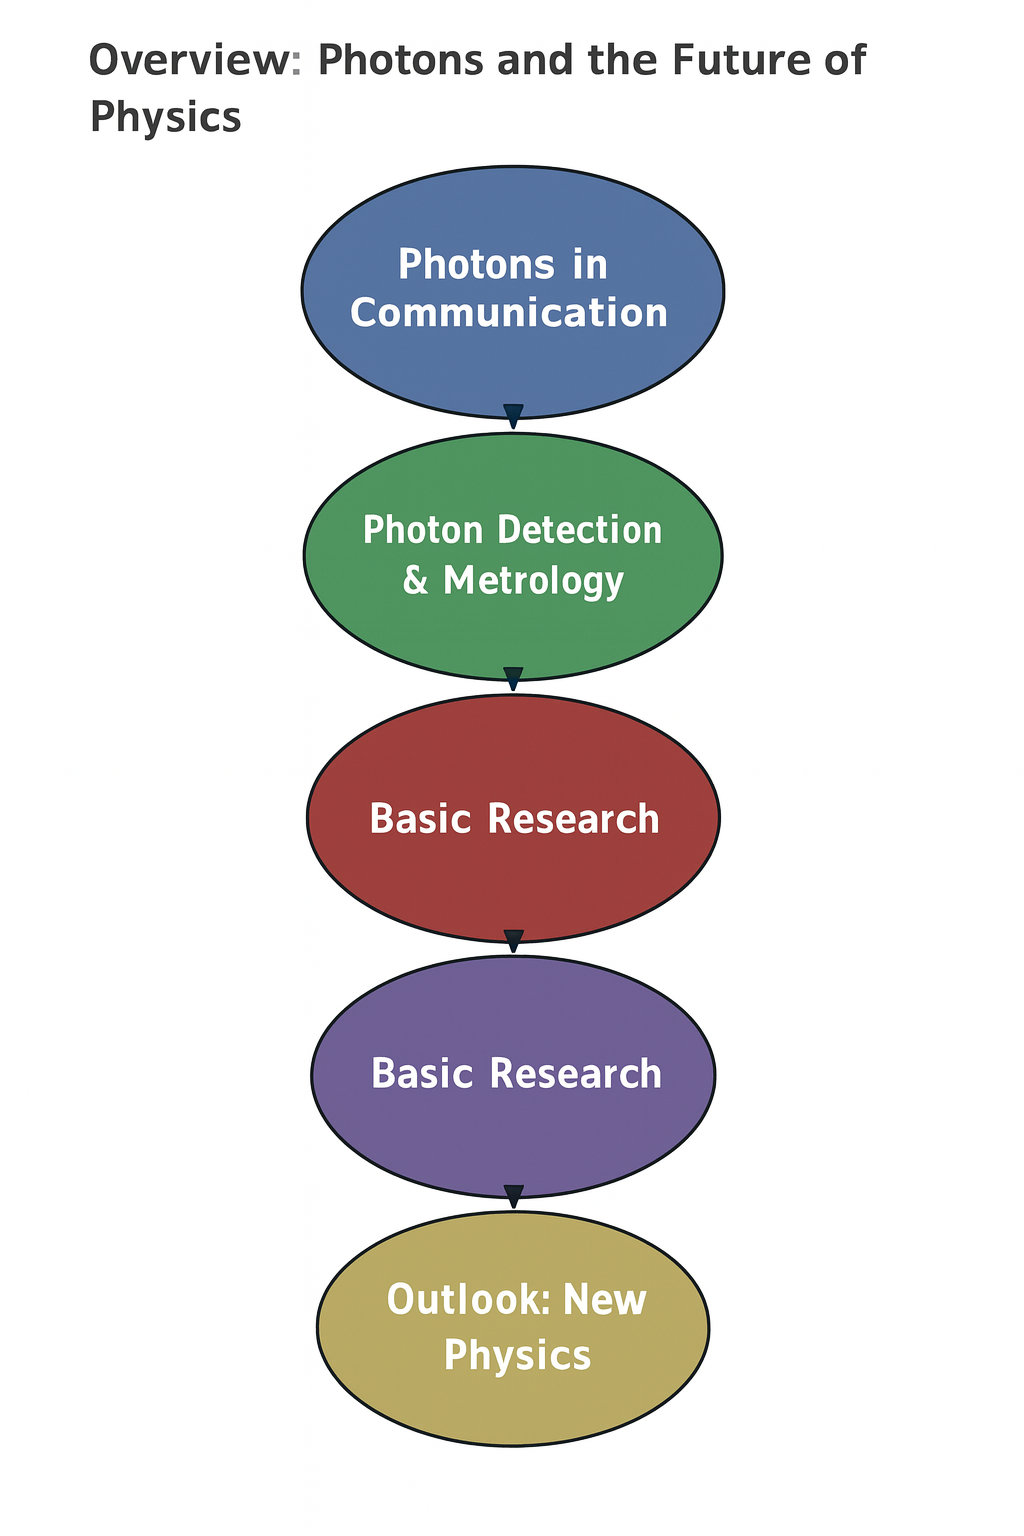 Overview: Photons and the Future of
Physics
Photons in
Communication
Photon Detection
& Metrology
Basic Research
Basic Research
Outlook: New
Physics